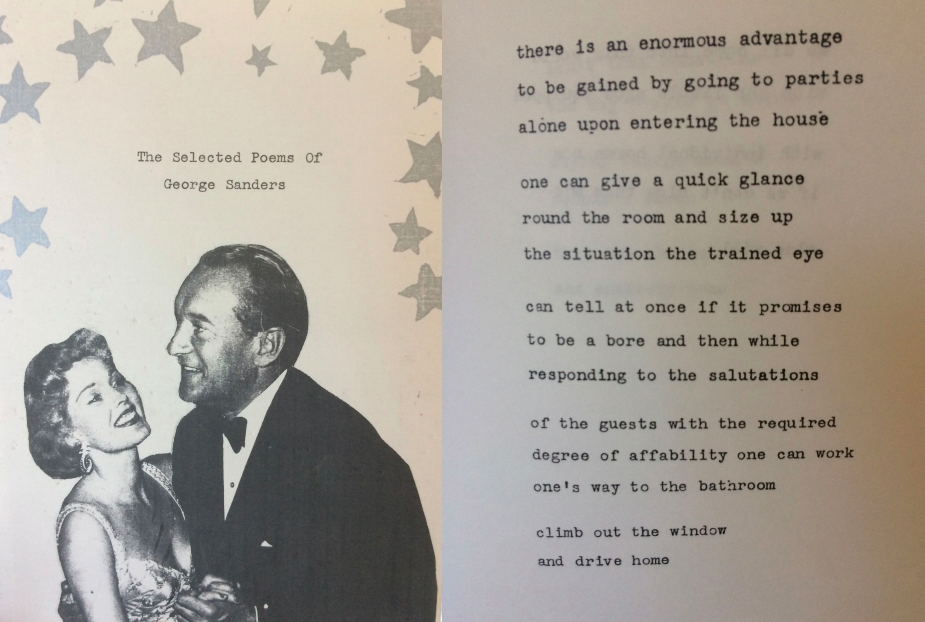 The Selected Poems Of
George Sanders
there is an enormous advantage
to be gained by going to parties
alone upon entering the house
one can give a quick glance
round the room and size up
the situation the trained eye
can tell at once if it promises
to be a bore and then while
responding to the salutations
of the guests with the required
degree of affability one can work
one's way to the bathroom
climb out the window
and drive home